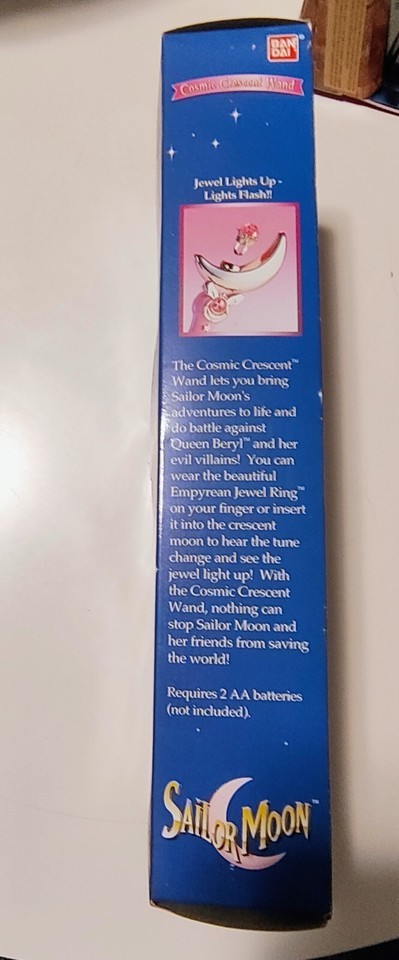 BAN
DAI
Cosmic Crescent Wand
Jewel Lights Up -
Lights Flash!!
The Cosmic Crescent™
Wand lets you bring
Sailor Moon's
adventures to life and
do battle against
Queen Beryl™ and her
evil villains! You can
wear the beautiful
Empyrean Jewel Ring™
on your finger or insert
it into the crescent
moon to hear the tune
change and see the
jewel light up! With
the Cosmic Crescent
Wand, nothing can
stop Sailor Moon and
her friends from saving
the world!
Requires 2 AA batteries
(not included).
SAILOR MOON™